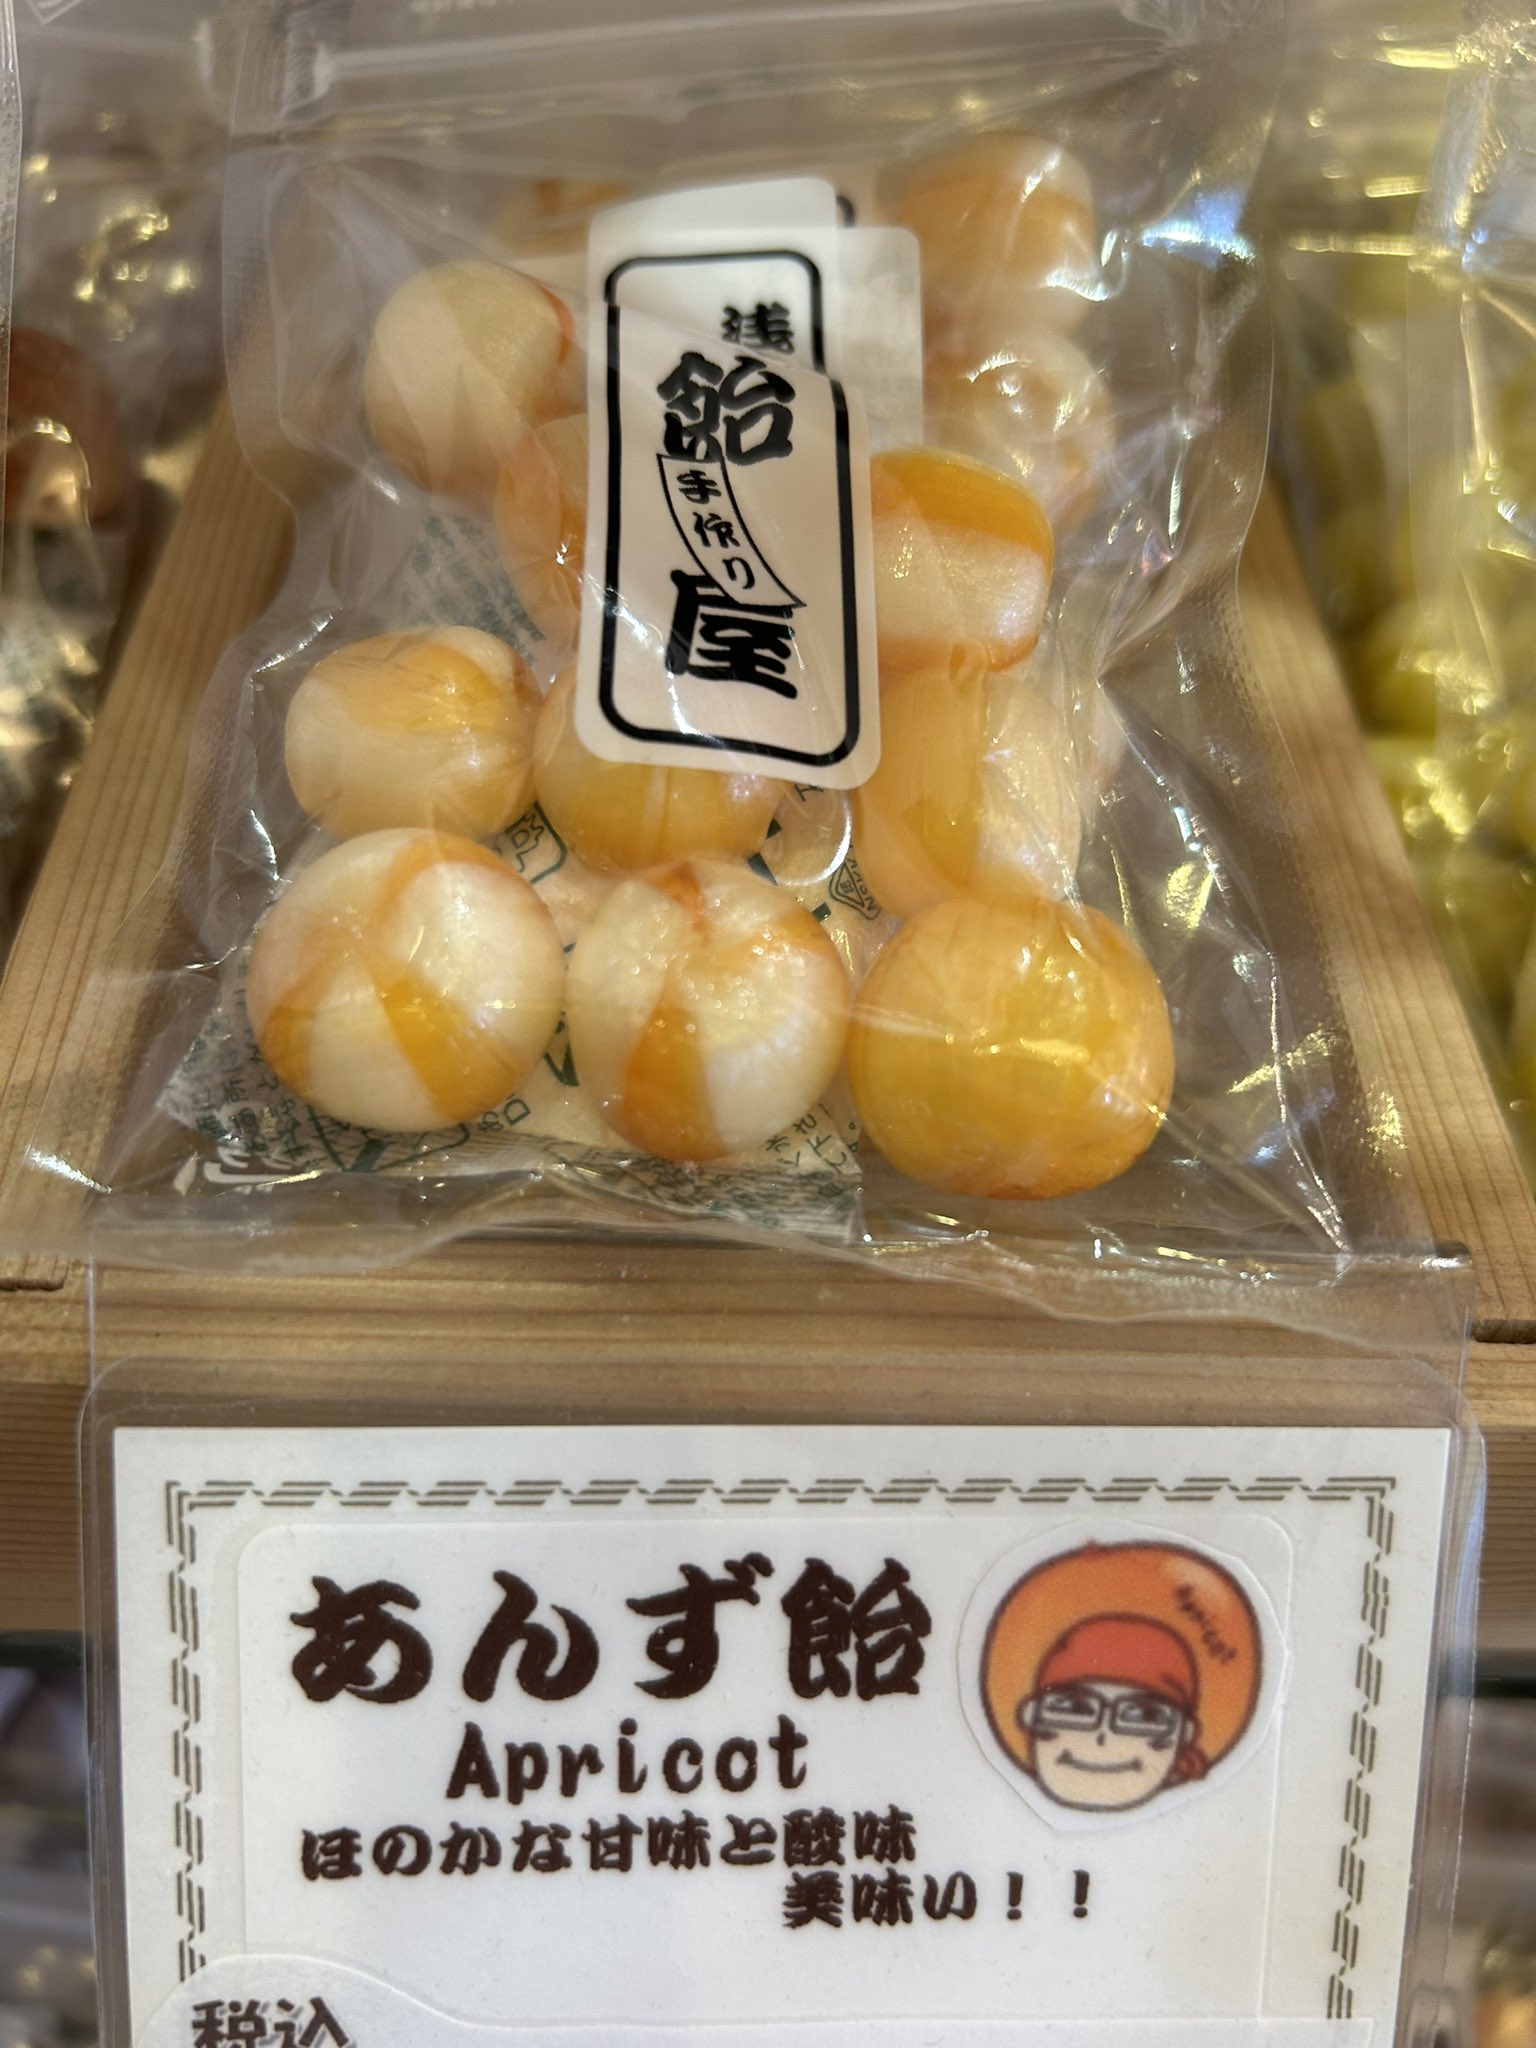 浅
飴
手作り
屋
あんず飴
Apricot
Apricot
ほのかな甘味と酸味
美味い！！
税込